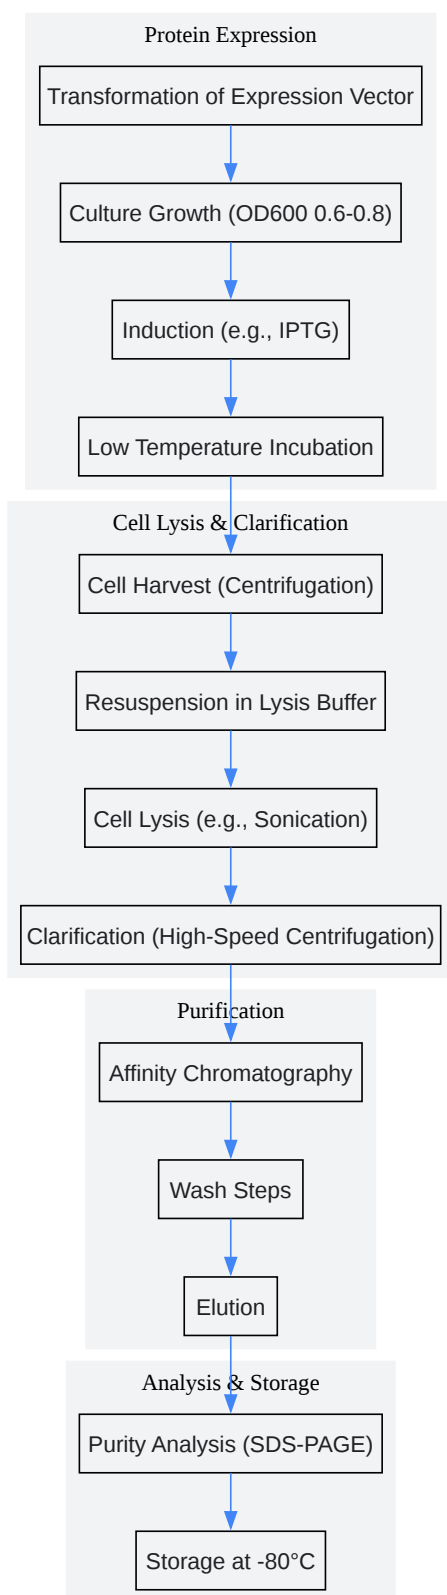 Protein Expression
Transformation of Expression Vector
Culture Growth (OD600 0.6-0.8)
Induction (e.g., IPTG)
Low Temperature Incubation
Cell Lysis & Clarification
Cell Harvest (Centrifugation)
Resuspension in Lysis Buffer
Cell Lysis (e.g., Sonication)
Clarification (High-Speed Centrifugation)
Purification
Affinity Chromatography
Wash Steps
Elution
Analysis & Storage
Purity Analysis (SDS-PAGE)
Storage at -80°C